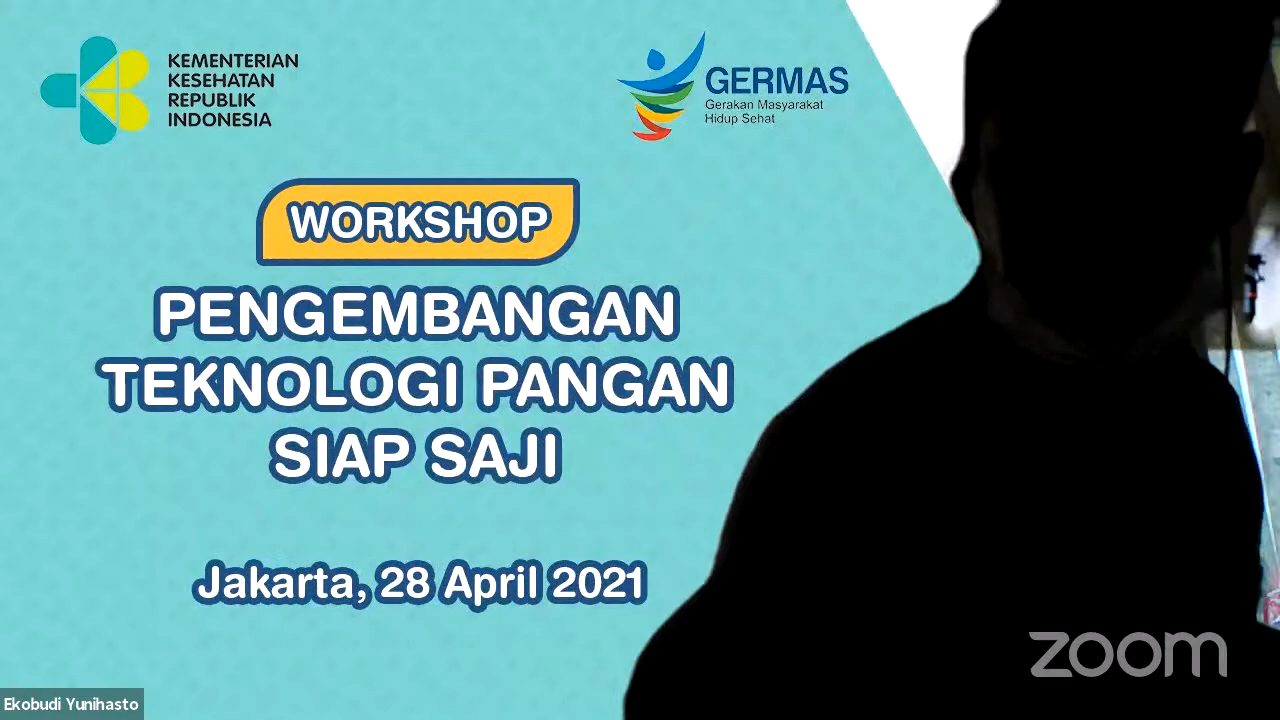 KEMENTERIAN
KESEHATAN
REPUBLIK
INDONESIA
GERMAS
Gerakan Masyarakat
Hidup Sehat
WORKSHOP
PENGEMBANGAN
TEKNOLOGI PANGAN
SIAP SAJI
Jakarta, 28 April 2021
zoom
Ekobudi Yunihasto